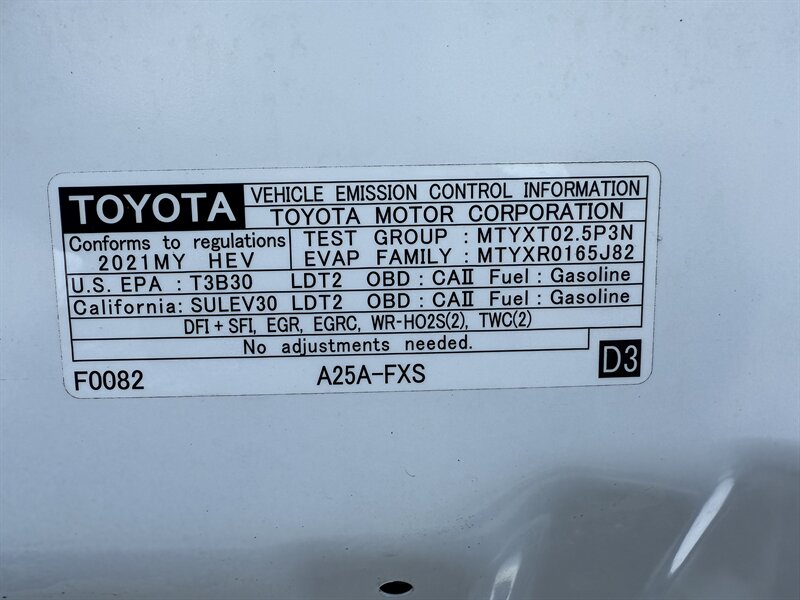 TOYOTA VEHICLE EMISSION CONTROL INFORMATION
TOYOTA MOTOR CORPORATION
Conforms to regulations TEST GROUP : MTYXT02.5P3N
2021MY HEV EVAP FAMILY : MTYXR0165J82
U.S. EPA : T3B30 LDT2 OBD : CAⅡ Fuel : Gasoline
California: SULEV30 LDT2 OBD : CAⅡ Fuel : Gasoline
DFI + SFI, EGR, EGRC, WR-HO2S(2), TWC(2)
No adjustments needed.
F0082 A25A-FXS D3